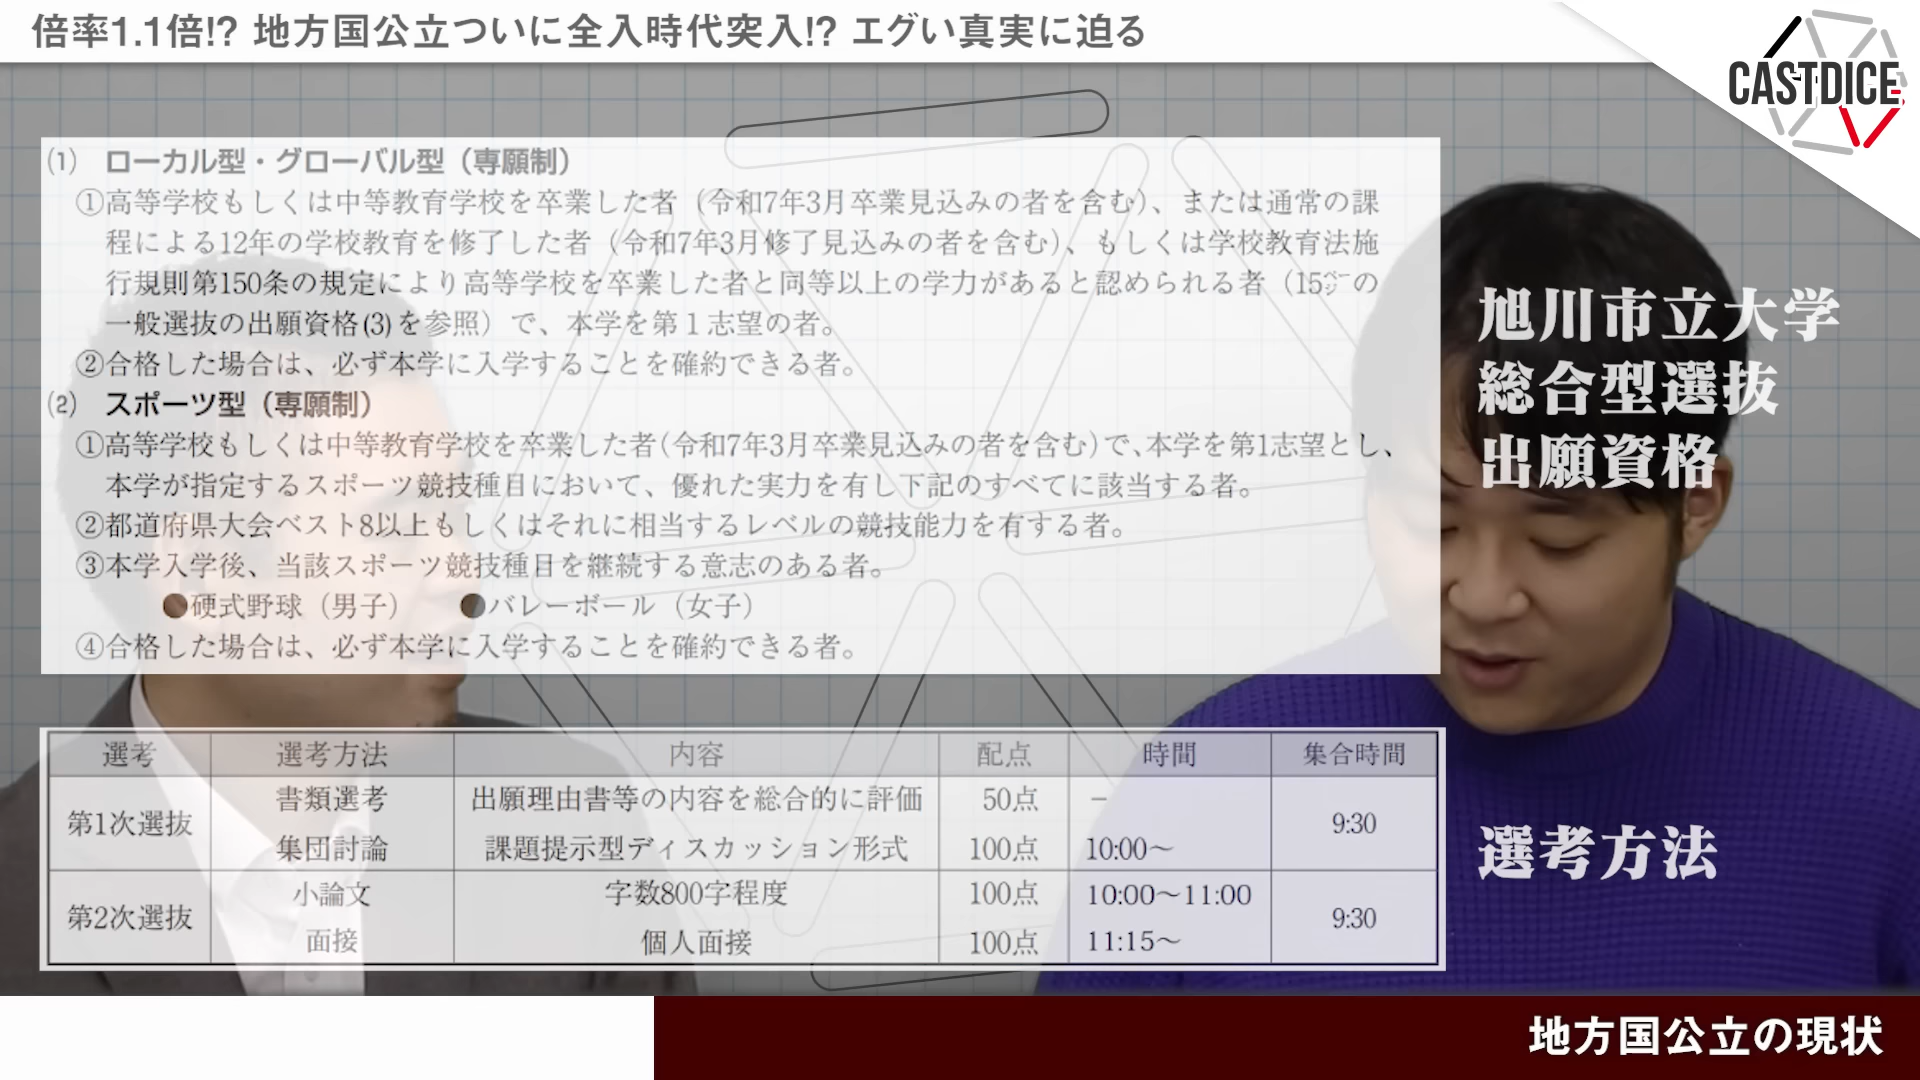 倍率1.1倍!? 地方国公立ついに全入時代突入!? エグい真実に迫る
CASTDICE
⑴ ローカル型・グローバル型（専願制）
①高等学校もしくは中等教育学校を卒業した者（令和7年3月卒業見込みの者を含む）、または通常の課
程による12年の学校教育を修了した者（令和7年3月修了見込みの者を含む）、もしくは学校教育法施
行規則第150条の規定により高等学校を卒業した者と同等以上の学力があると認められる者（15㌻の
一般選抜の出願資格(3)を参照）で、本学を第１志望の者。
②合格した場合は、必ず本学に入学することを確約できる者。
⑵ スポーツ型（専願制）
①高等学校もしくは中等教育学校を卒業した者（令和7年3月卒業見込みの者を含む）で、本学を第1志望とし、
本学が指定するスポーツ競技種目において、優れた実力を有し下記のすべてに該当する者。
②都道府県大会ベスト8以上もしくはそれに相当するレベルの競技能力を有する者。
③本学入学後、当該スポーツ競技種目を継続する意志のある者。
●硬式野球（男子） ●バレーボール（女子）
④合格した場合は、必ず本学に入学することを確約できる者。
旭川市立大学
総合型選抜
出願資格
選考 選考方法 内容 配点 時間 集合時間
第1次選抜 書類選考 出願理由書等の内容を総合的に評価 50点 − 9:30
集団討論 課題提示型ディスカッション形式 100点 10:00〜
第2次選抜 小論文 字数800字程度 100点 10:00〜11:00 9:30
面接 個人面接 100点 11:15〜
選考方法
地方国公立の現状